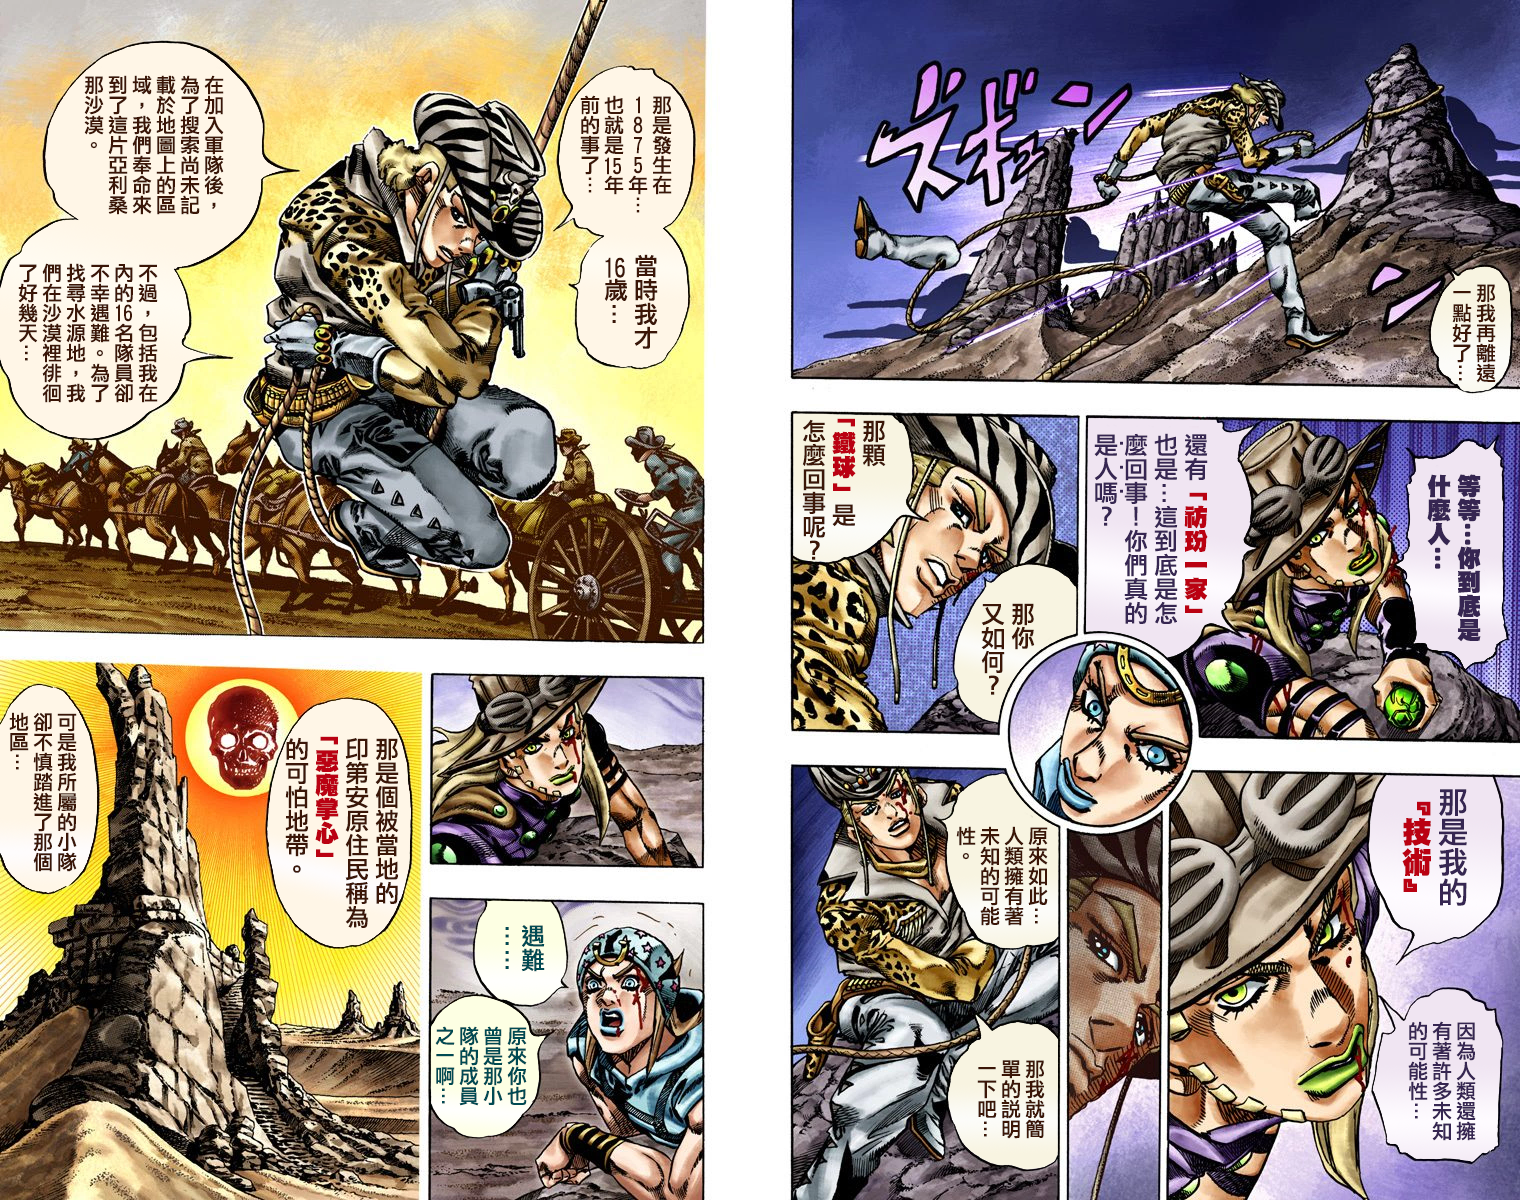 ズギュン
ン
那我再離遠
一點好了…
等等…你到底是
什麼人…
還有『祊玢一家』
也是…這到底是怎
麼回事！你們真的
是人嗎？
那顆
『鐵球』是
怎麼回事呢？
那你
又如何？
那是我的
『技術』
因為人類還擁
有著許多未知
的可能性…
原來如此…
人類擁有著
未知的可能
性。
那我就簡
單的說明
一下吧…
那是發生在
1875年…
也就是15年
前的事了…
當時我才
16歲…
在加入軍隊後，
為了搜索尚未記
載於地圖上的區
域，我們奉命來
到了這片亞利桑
那沙漠。
不過，包括我在
內的16名隊員卻
不幸遇難。為了
找尋水源地，我
們在沙漠裡徘徊
了好幾天…
那是個被當地的
印第安原住民稱為
『惡魔掌心』
的可怕地帶。
可是我所屬的小隊
卻不慎踏進了那個
地區…
遇難
……
原來你也
曾是那小
隊的成員
之一啊…